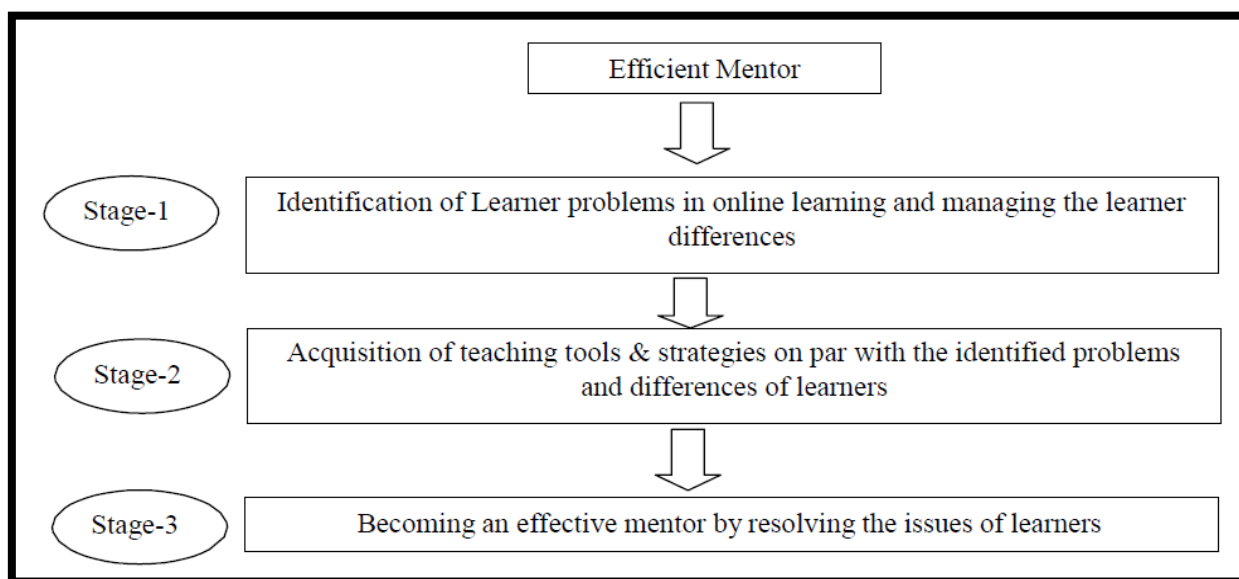 Efficient Mentor
Stage-1
Identification of Learner problems in online learning and managing the learner
differences
Stage-2
Acquisition of teaching tools & strategies on par with the identified problems
and differences of learners
Stage-3
Becoming an effective mentor by resolving the issues of learners